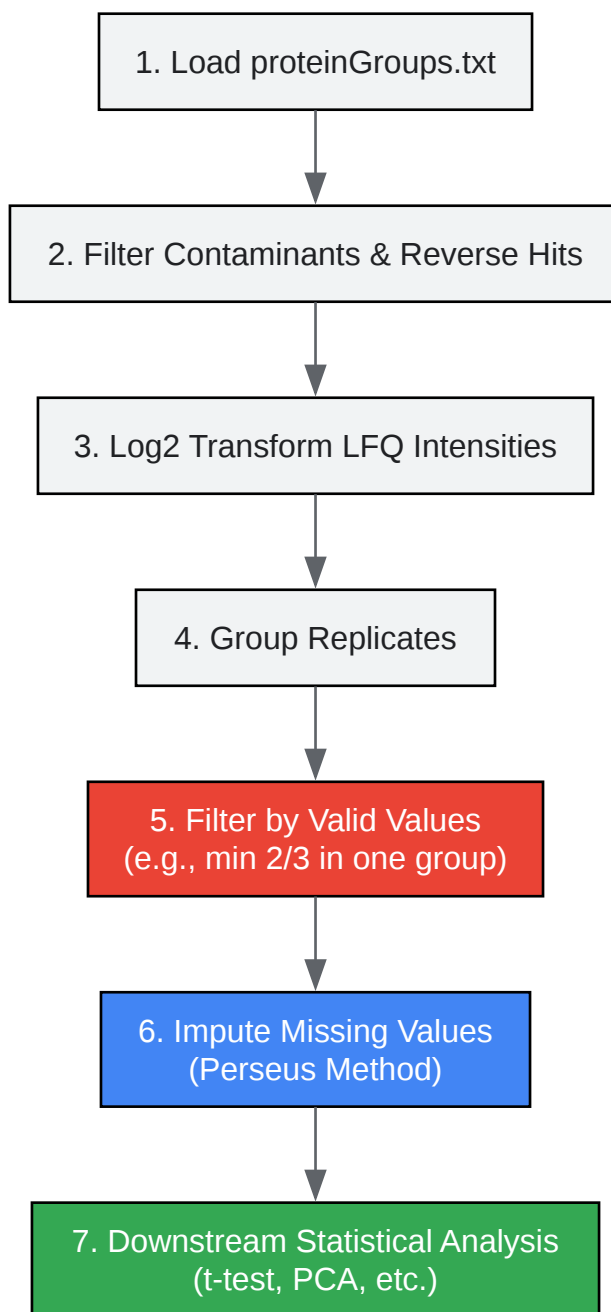 1. Load proteinGroups.txt
2. Filter Contaminants & Reverse Hits
3. Log2 Transform LFQ Intensities
4. Group Replicates
5. Filter by Valid Values
(e.g., min 2/3 in one group)
6. Impute Missing Values
(Perseus Method)
7. Downstream Statistical Analysis
(t-test, PCA, etc.)